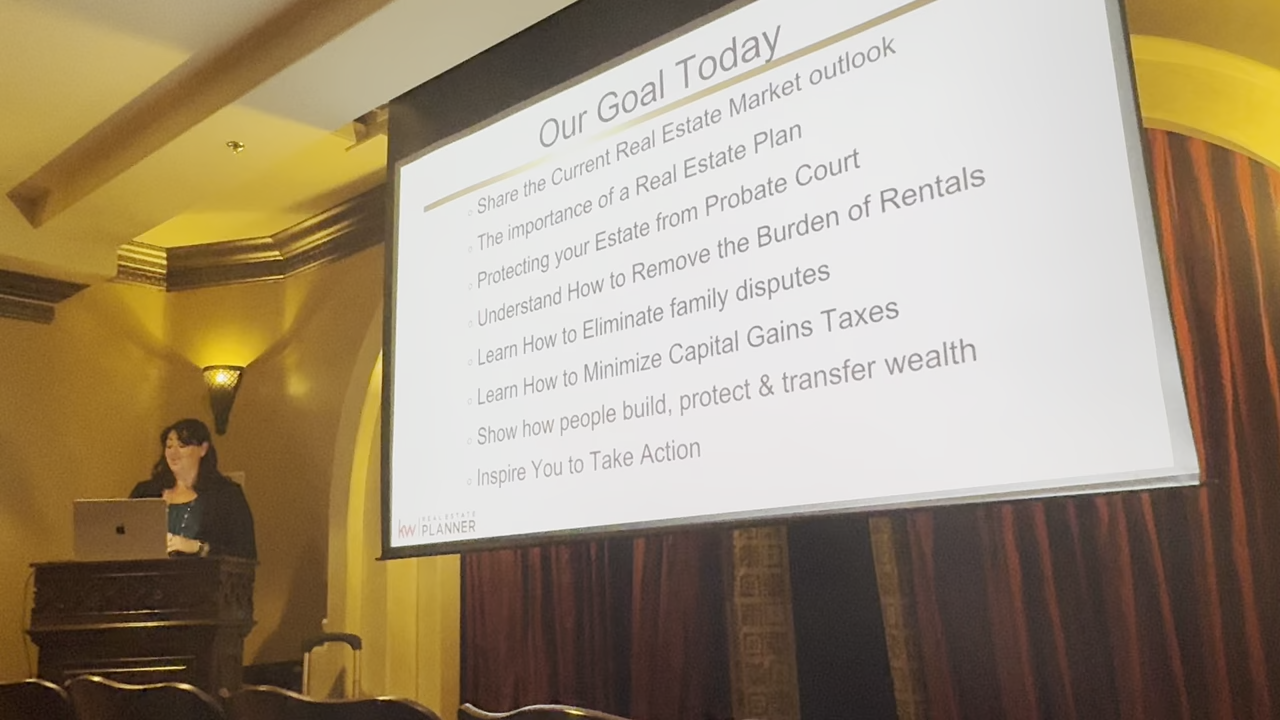 Our Goal Today
Share the Current Real Estate Market outlook
The importance of a Real Estate Plan
Protecting your Estate from Probate Court
Understand How to Remove the Burden of Rentals
Learn How to Eliminate family disputes
Learn How to Minimize Capital Gains Taxes
Show how people build, protect & transfer wealth
Inspire You to Take Action
kw REAL ESTATE
PLANNER